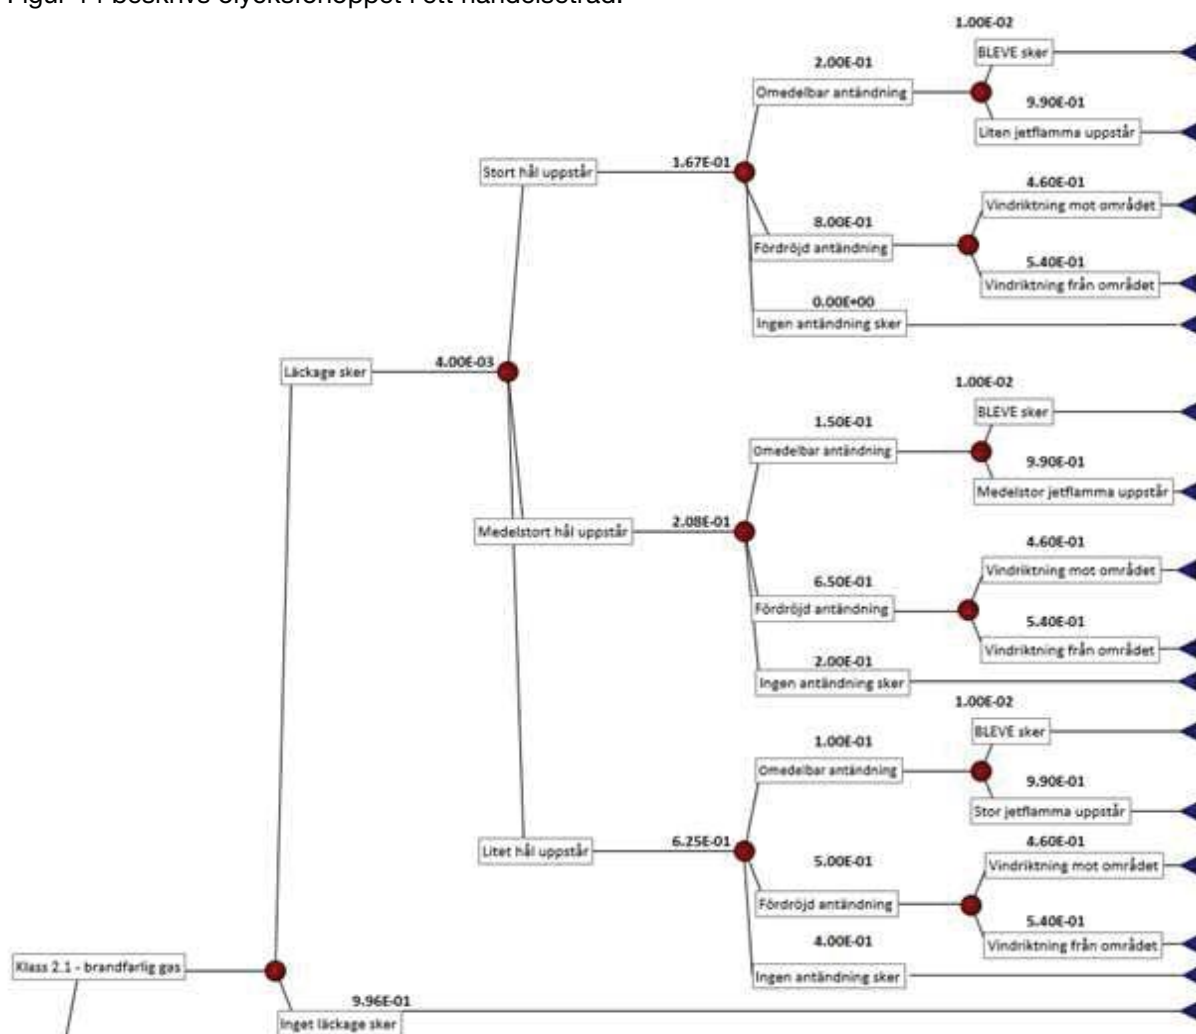 Figur 14 beskrivs olycksförloppet i ett händelseträd.
1.00E-02
BLEVE sker
2.00E-01
Omedelbar antändning
9.90E-01
Liten jetflamma uppstår
Stort hål uppstår
1.67E-01
4.60E-01
Vindriktning mot området
8.00E-01
Fördröjd antändning
5.40E-01
Vindriktning från området
0.00E+00
Ingen antändning sker
Läckage sker
4.00E-03
1.00E-02
BLEVE sker
1.50E-01
Omedelbar antändning
9.90E-01
Medelstor jetflamma uppstår
Medelstort hål uppstår
2.08E-01
4.60E-01
Vindriktning mot området
6.50E-01
Fördröjd antändning
5.40E-01
Vindriktning från området
2.00E-01
Ingen antändning sker
1.00E-02
BLEVE sker
1.00E-01
Omedelbar antändning
9.90E-01
Stor jetflamma uppstår
Litet hål uppstår
6.25E-01
4.60E-01
Vindriktning mot området
5.00E-01
Fördröjd antändning
5.40E-01
Vindriktning från området
4.00E-01
Ingen antändning sker
Klass 2.1 - brandfarlig gas
9.96E-01
Inget läckage sker